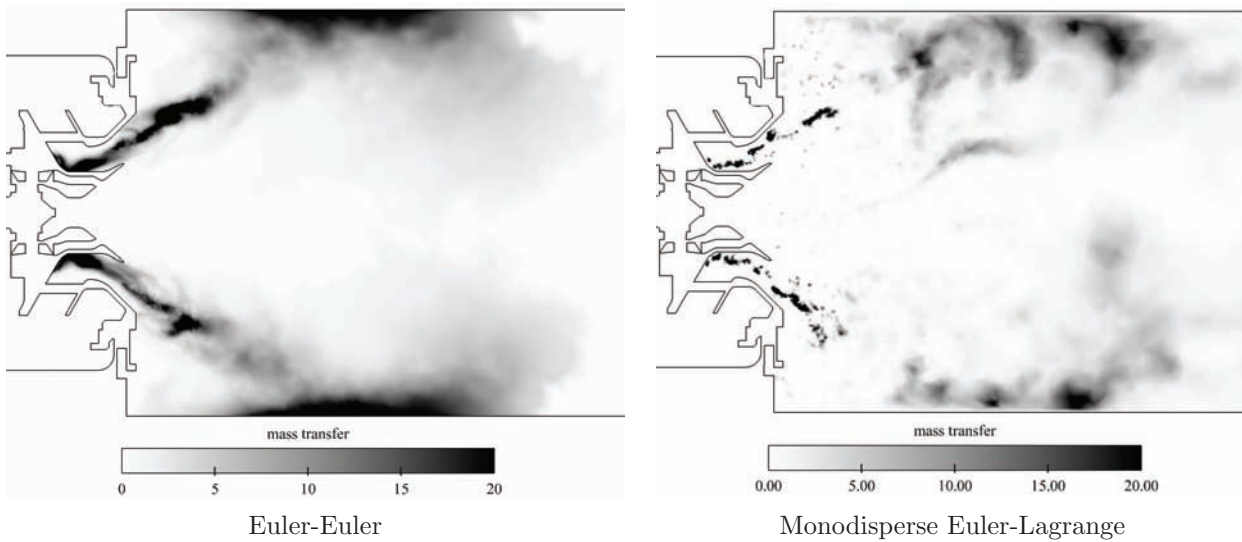 mass transfer
0 5 10 15 20
Euler-Euler
mass transfer
0.00 5.00 10.00 15.00 20.00
Monodisperse Euler-Lagrange